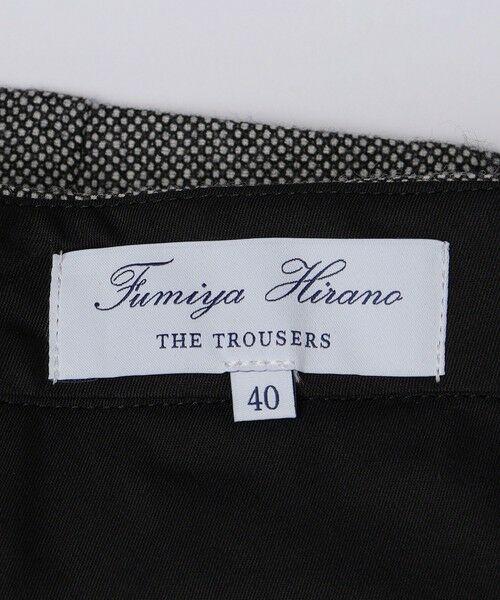 Fumiya Hirano
THE TROUSERS
40